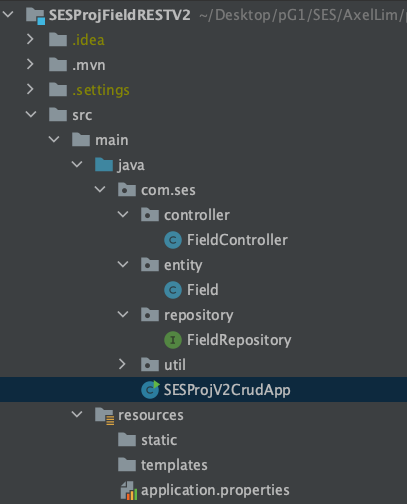 SESProjFieldRESTV2 ~/Desktop/pG1/SES/AxelLim/
.idea
.mvn
.settings
src
main
java
com.ses
controller
FieldController
entity
Field
repository
FieldRepository
util
SESProjV2CrudApp
resources
static
templates
application.properties